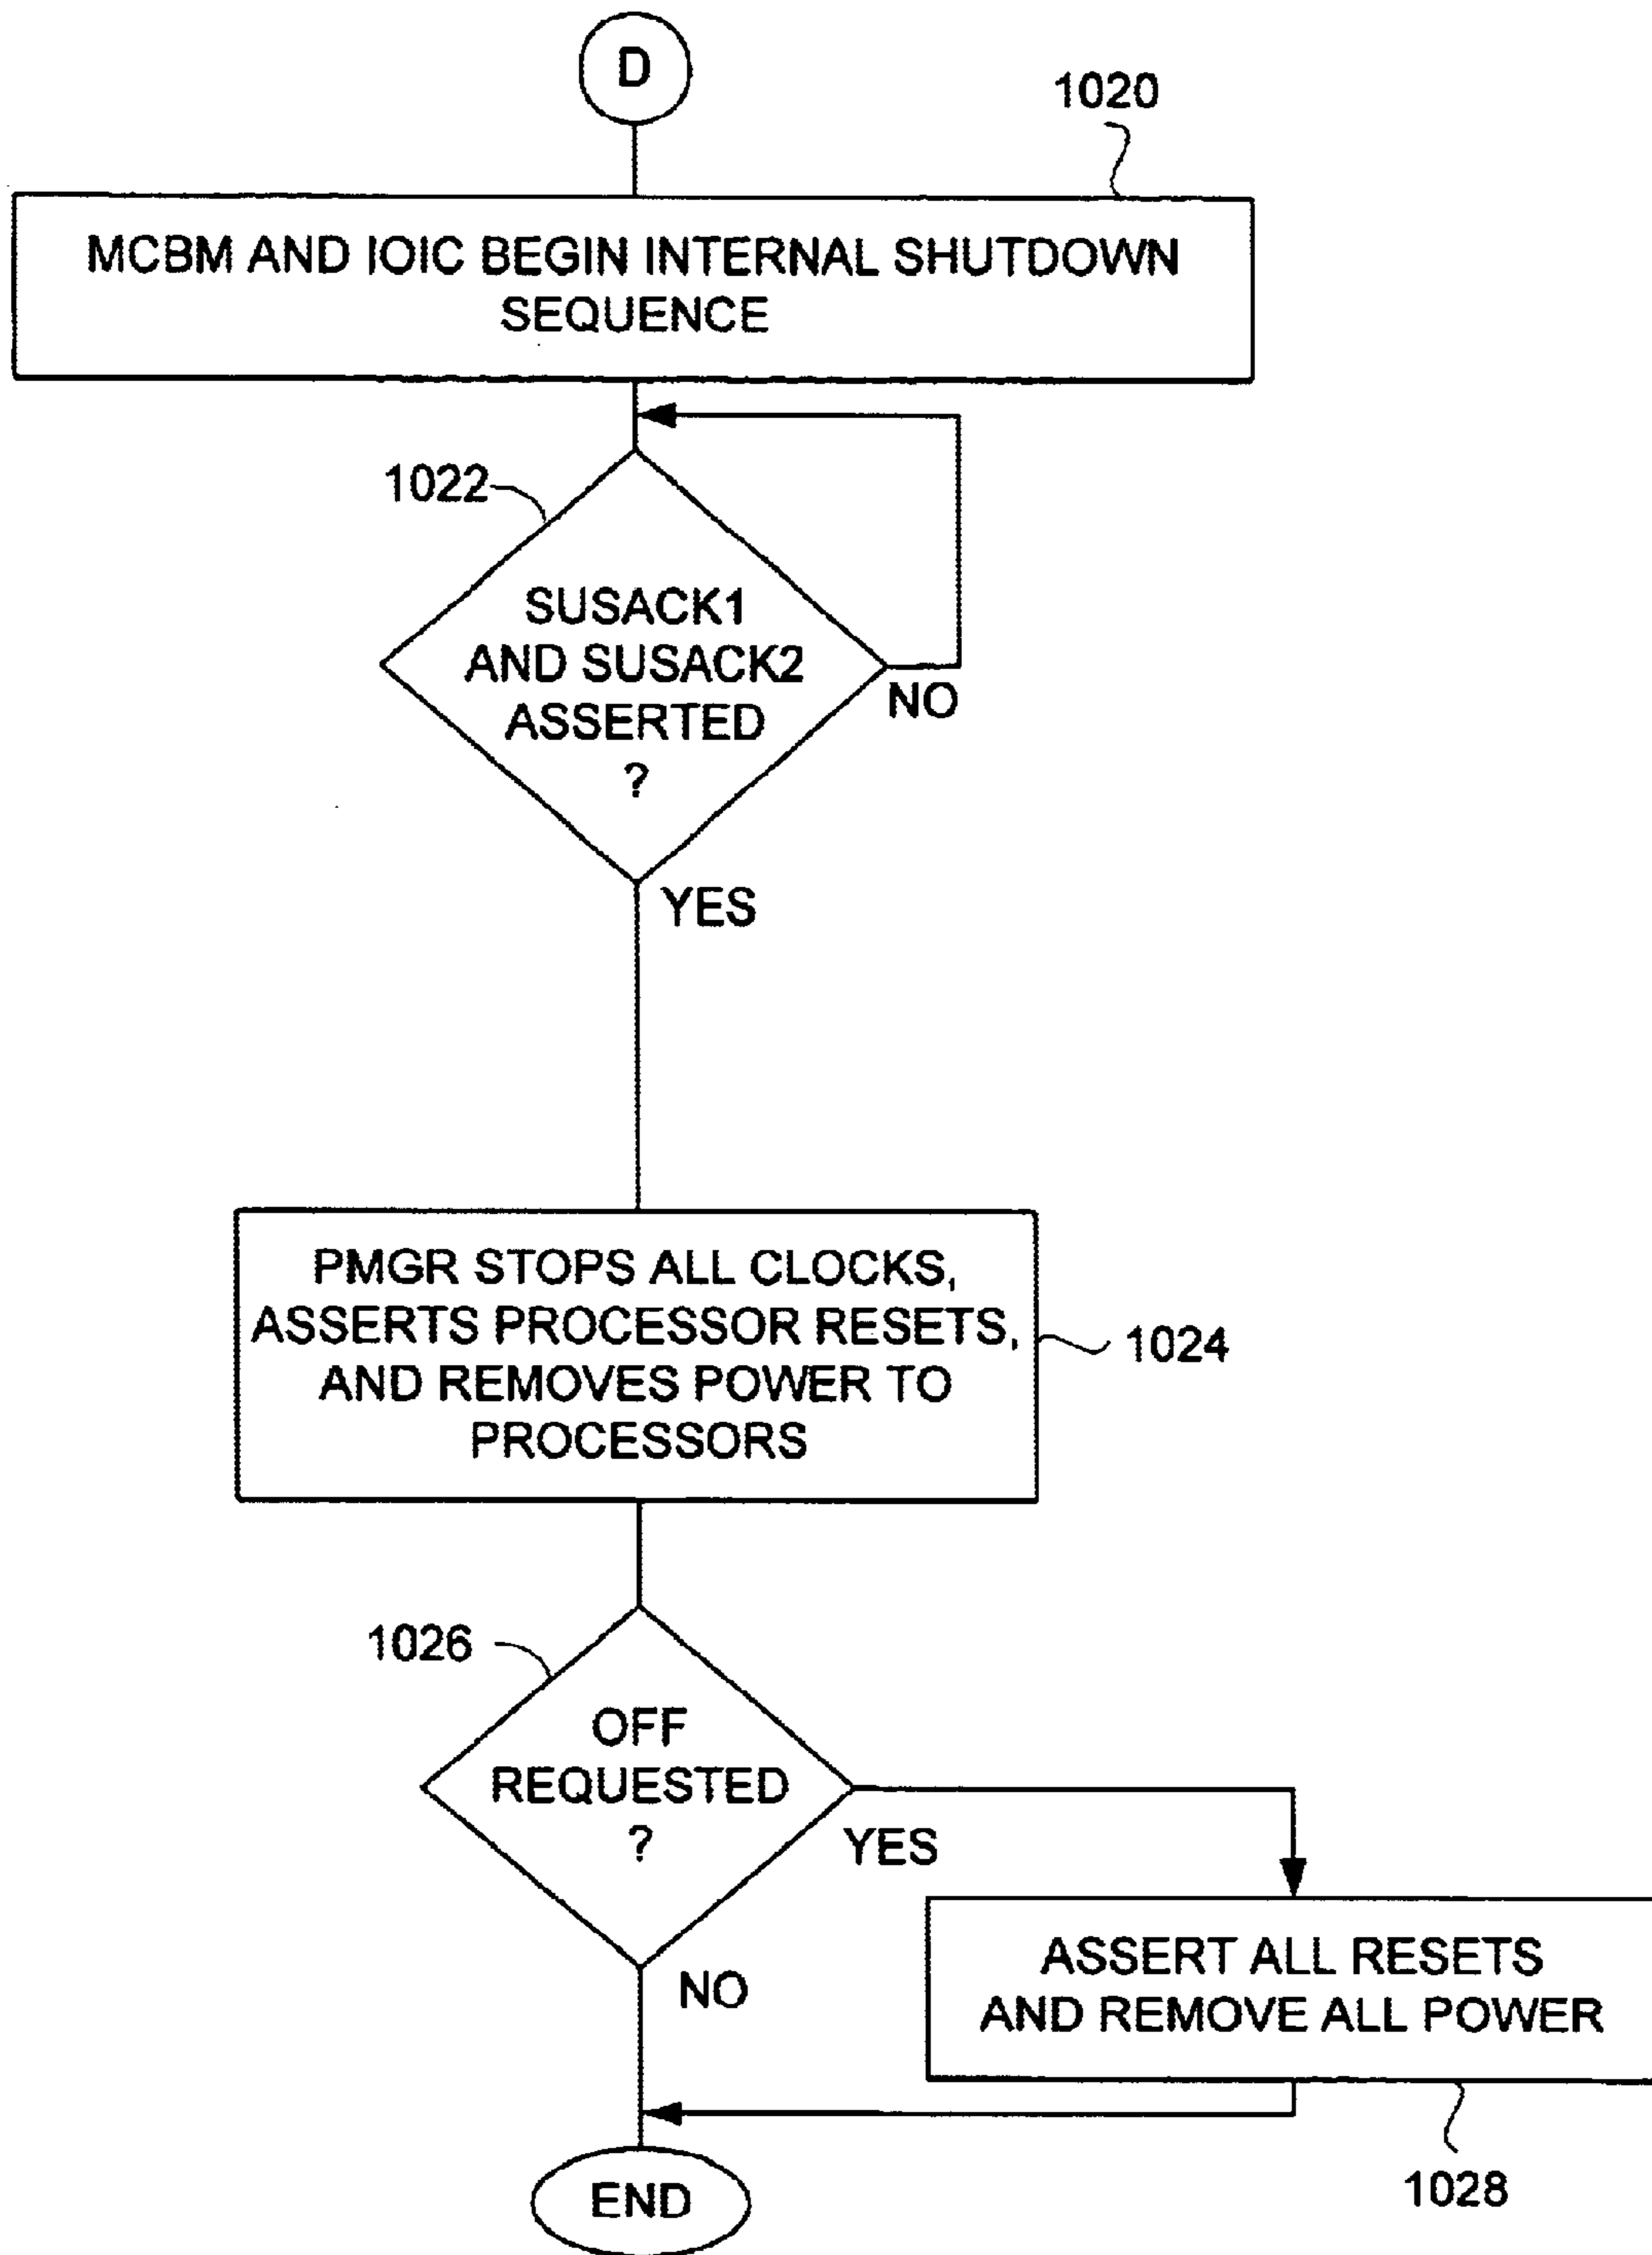 D
1020
MCBM AND IOIC BEGIN INTERNAL SHUTDOWN
SEQUENCE
1022
SUSACK1
AND SUSACK2
ASSERTED
?
NO
YES
PMGR STOPS ALL CLOCKS,
ASSERTS PROCESSOR RESETS,
AND REMOVES POWER TO
PROCESSORS
1024
1026
OFF
REQUESTED
?
YES
NO
ASSERT ALL RESETS
AND REMOVE ALL POWER
1028
END